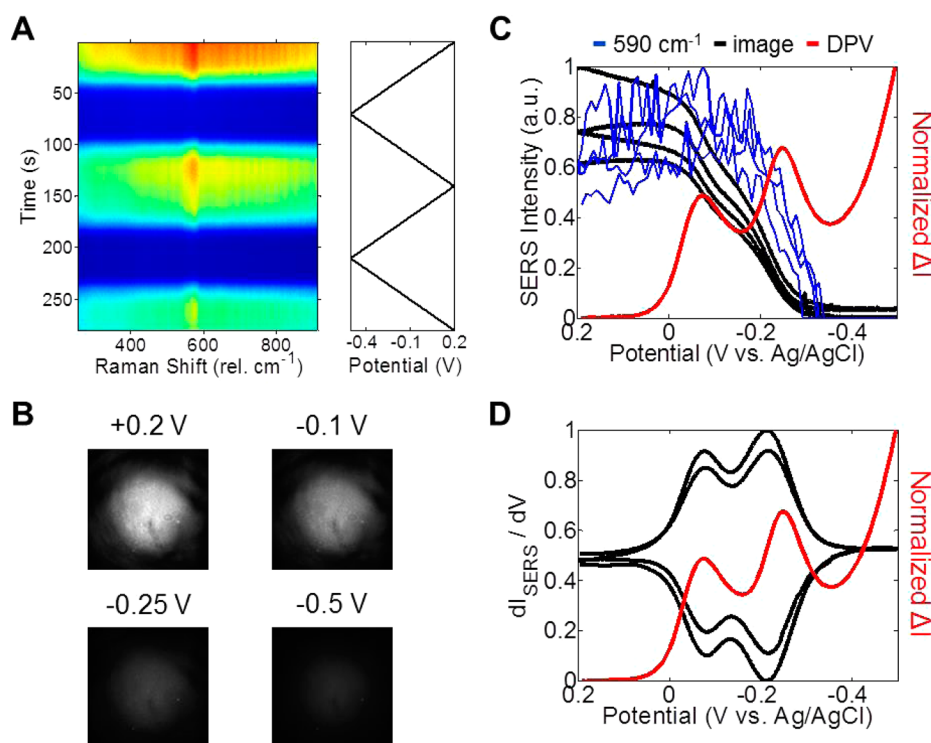 A
50
100
150
200
250
Time (s)
400 600 800
Raman Shift (rel. cm⁻¹)
-0.4 -0.1 0.2
Potential (V)
B
+0.2 V -0.1 V
-0.25 V -0.5 V
C
590 cm⁻¹ image DPV
1
0.8
0.6
0.4
0.2
0
SERS Intensity (a.u.)
0.2 0 -0.2 -0.4
Potential (V vs. Ag/AgCl)
Normalized ΔI
D
1
0.8
0.6
0.4
0.2
0
dI_SERS / dV
0.2 0 -0.2 -0.4
Potential (V vs. Ag/AgCl)
Normalized ΔI